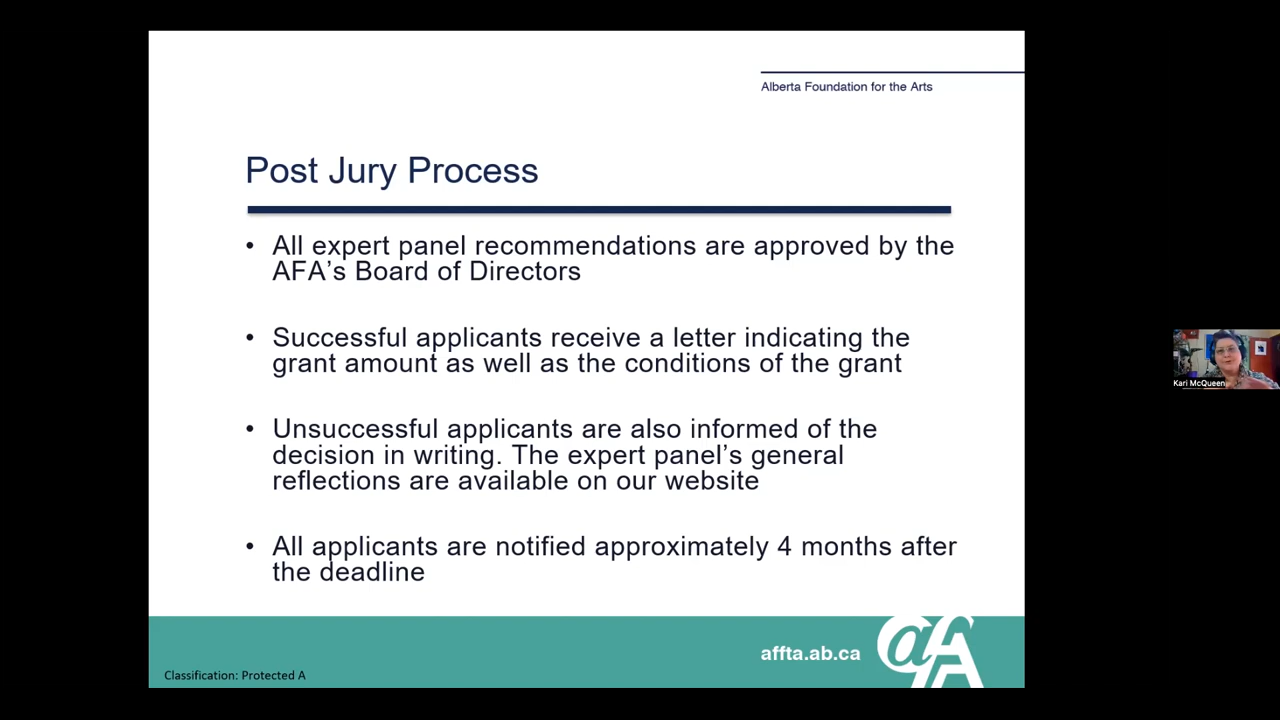 Alberta Foundation for the Arts
Post Jury Process
• All expert panel recommendations are approved by the
AFA’s Board of Directors
• Successful applicants receive a letter indicating the
grant amount as well as the conditions of the grant
• Unsuccessful applicants are also informed of the
decision in writing. The expert panel’s general
reflections are available on our website
• All applicants are notified approximately 4 months after
the deadline
affta.ab.ca
afA
Classification: Protected A
Kari McQueen